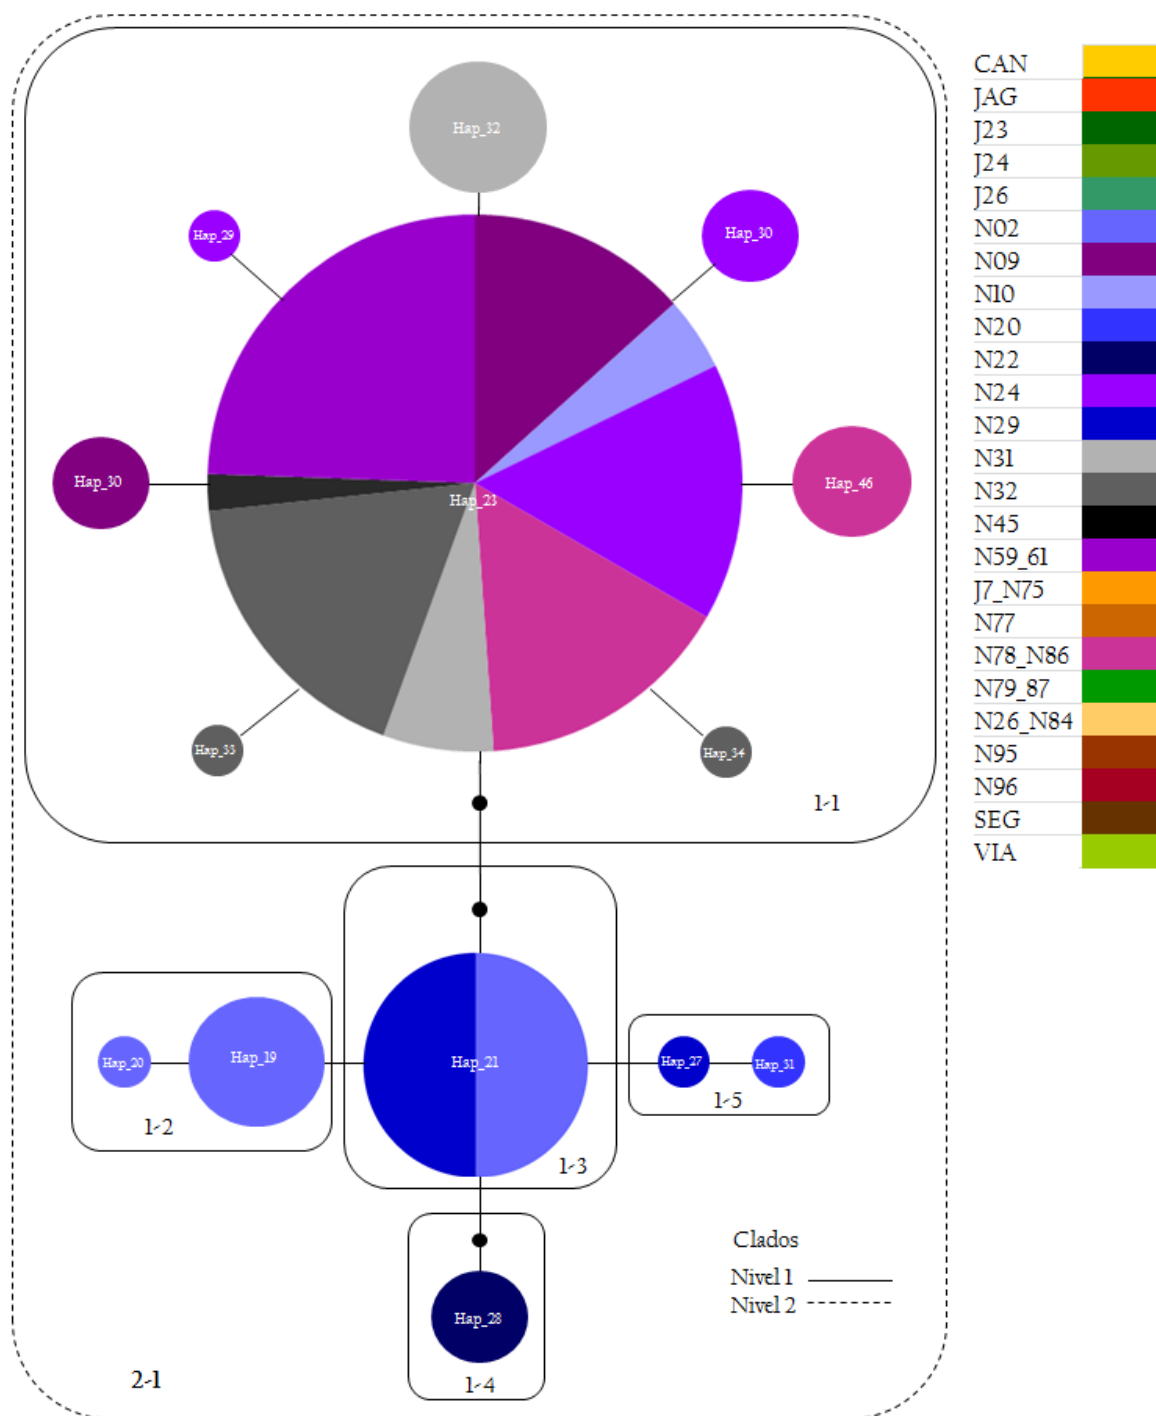 Hap_32
Hap_29
Hap_30
Hap_30
Hap_23
Hap_46
Hap_33
Hap_34
1-1
Hap_20
Hap_19
Hap_21
Hap_27
Hap_31
1-2
1-3
1-5
Hap_28
1-4
2-1
Clados
Nivel 1
Nivel 2
CAN
JAG
J23
J24
J26
N02
N09
N10
N20
N22
N24
N29
N31
N32
N45
N59_61
J7_N75
N77
N78_N86
N79_87
N26_N84
N95
N96
SEG
VIA